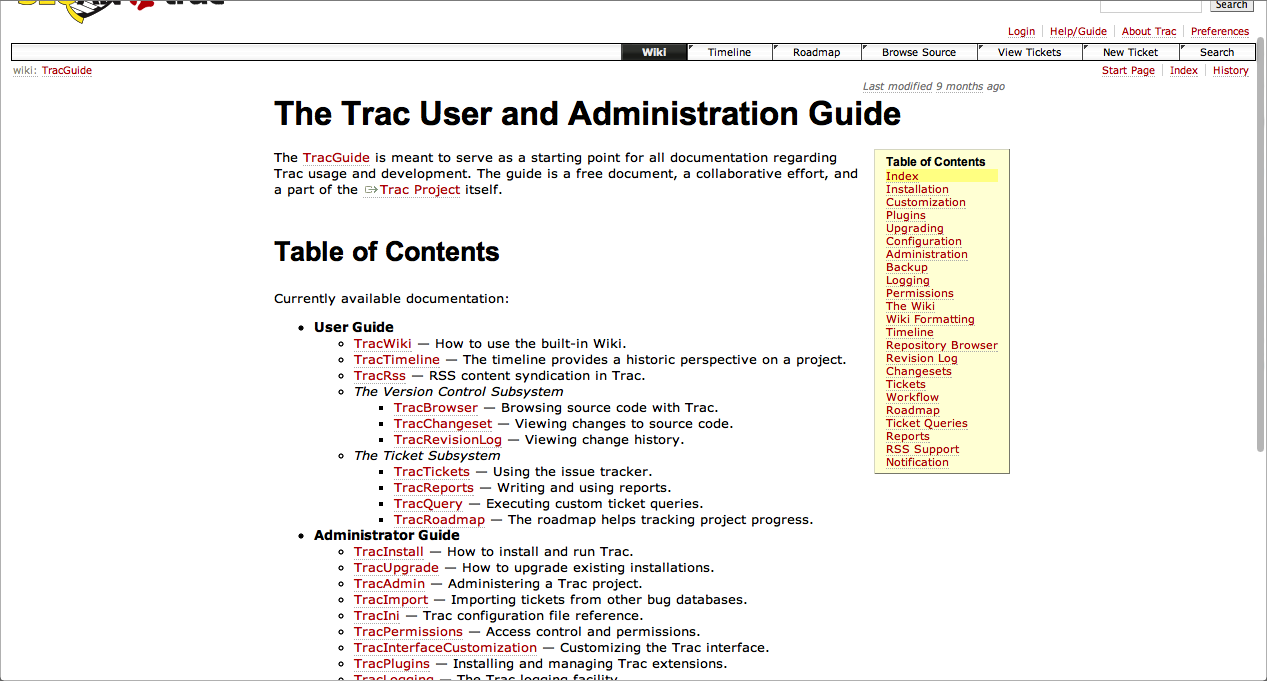 Search
Login Help/Guide About Trac Preferences
Wiki Timeline Roadmap Browse Source View Tickets New Ticket Search
wiki: TracGuide
Start Page Index History
Last modified 9 months ago
The Trac User and Administration Guide
The TracGuide is meant to serve as a starting point for all documentation regarding
Trac usage and development. The guide is a free document, a collaborative effort, and
a part of the Trac Project itself.
Table of Contents
Index
Installation
Customization
Plugins
Upgrading
Configuration
Administration
Backup
Logging
Permissions
The Wiki
Wiki Formatting
Timeline
Repository Browser
Revision Log
Changesets
Tickets
Workflow
Roadmap
Ticket Queries
Reports
RSS Support
Notification
Table of Contents
Currently available documentation:
User Guide
TracWiki — How to use the built-in Wiki.
TracTimeline — The timeline provides a historic perspective on a project.
TracRss — RSS content syndication in Trac.
The Version Control Subsystem
TracBrowser — Browsing source code with Trac.
TracChangeset — Viewing changes to source code.
TracRevisionLog — Viewing change history.
The Ticket Subsystem
TracTickets — Using the issue tracker.
TracReports — Writing and using reports.
TracQuery — Executing custom ticket queries.
TracRoadmap — The roadmap helps tracking project progress.
Administrator Guide
TracInstall — How to install and run Trac.
TracUpgrade — How to upgrade existing installations.
TracAdmin — Administering a Trac project.
TracImport — Importing tickets from other bug databases.
TracIni — Trac configuration file reference.
TracPermissions — Access control and permissions.
TracInterfaceCustomization — Customizing the Trac interface.
TracPlugins — Installing and managing Trac extensions.
TracLogging — The Trac logging facility.